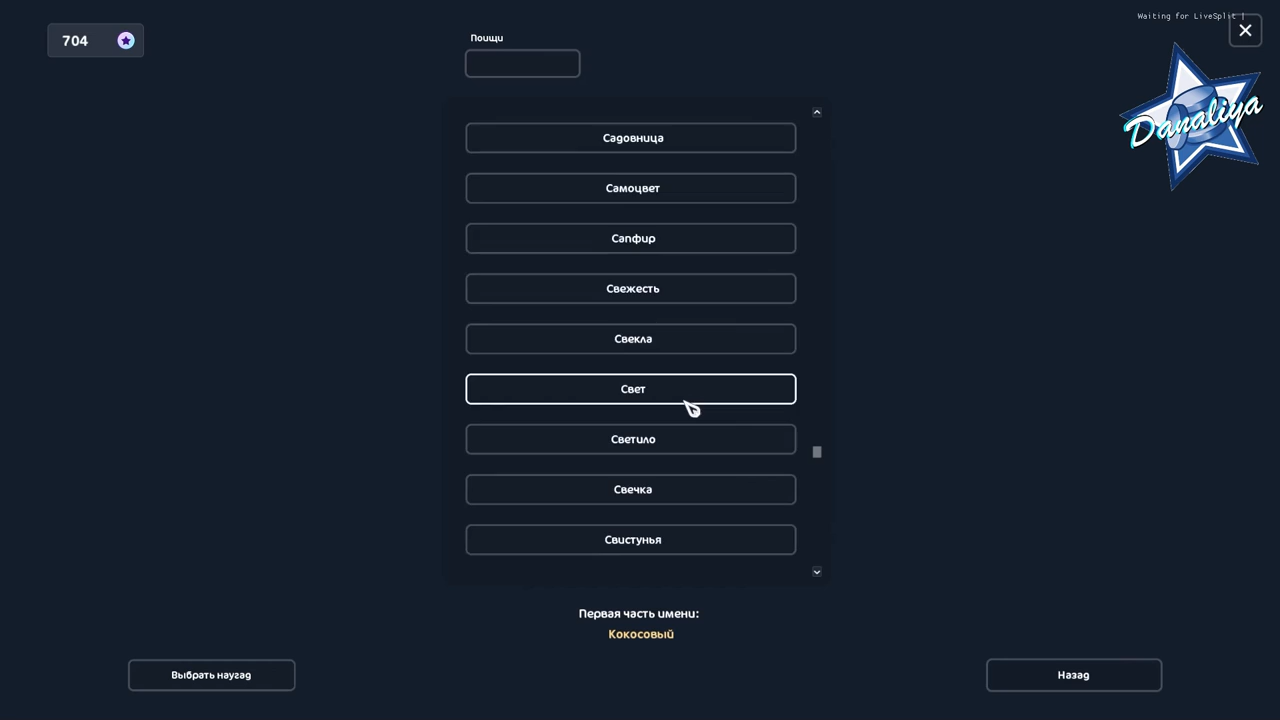 Waiting for LiveSplit |
704
Поищи
Danaliya
Садовница
Самоцвет
Сапфир
Свежесть
Свекла
Свет
Светило
Свечка
Свистунья
Первая часть имени:
Кокосовый
Выбрать наугад
Назад